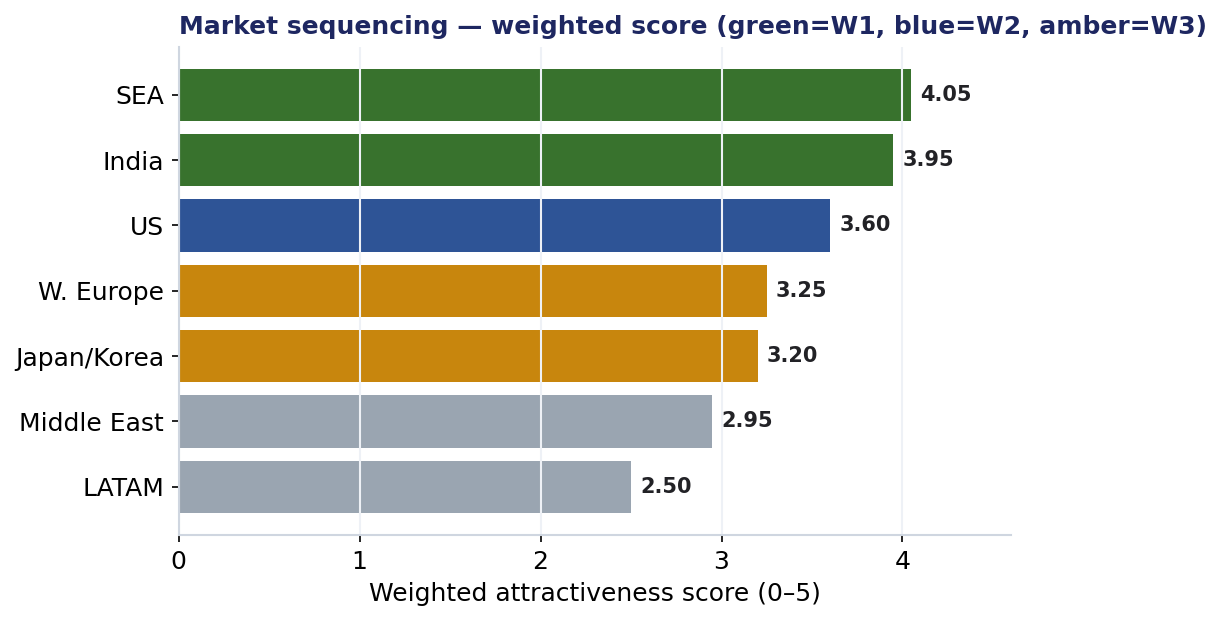 Market sequencing — weighted score (green=W1, blue=W2, amber=W3)
SEA 4.05
India 3.95
US 3.60
W. Europe 3.25
Japan/Korea 3.20
Middle East 2.95
LATAM 2.50
0 1 2 3 4
Weighted attractiveness score (0–5)